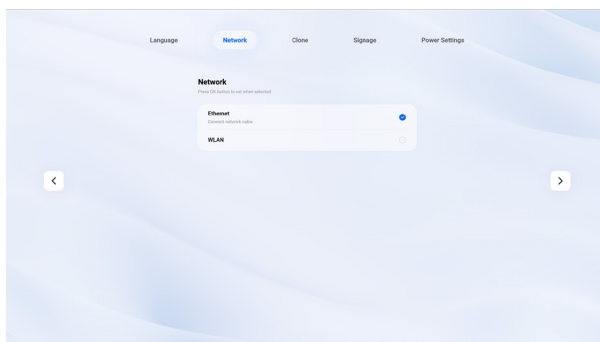 Language Network Clone Signage Power Settings
Network
Press OK button to set when selected
Ethernet
Connect network cable
WLAN